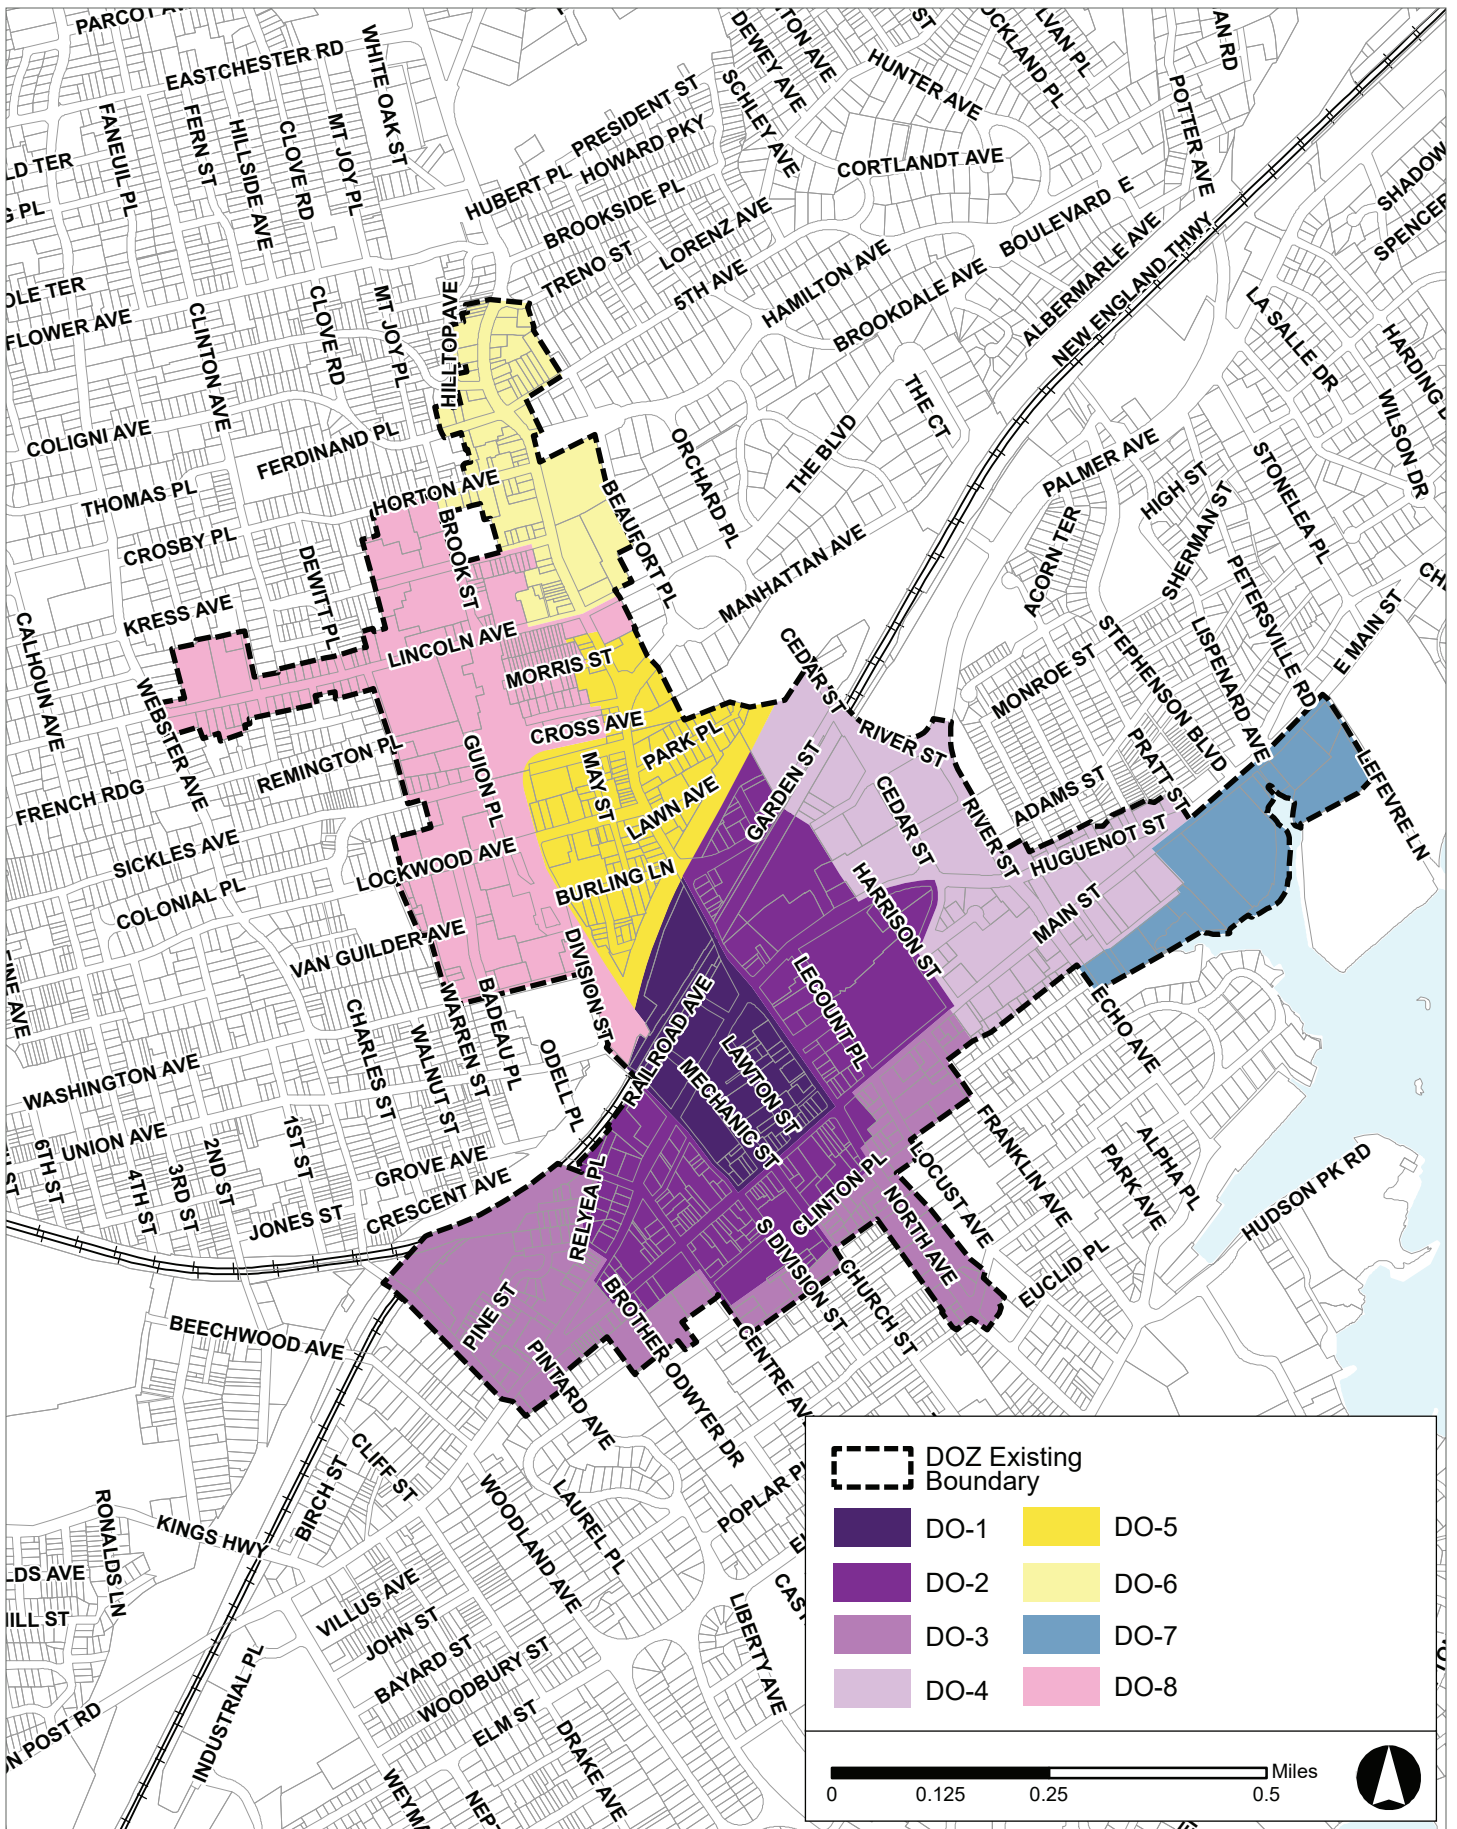 EASTCHESTER RD
WHITE OAK ST
DEWEY AVE
HUNTER AVE
POTTER AVE
FANEUIL PL
FERN ST
HILLSIDE AVE
CLOVE RD
MT JOY PL
PRESIDENT ST
HOWARD PKY
SCHLEY AVE
CORTLANDT AVE
HUBERT PL
BROOKSIDE PL
LORENZ AVE
BOULEVARD E
SHADOW
SPENCER
TRENO ST
5TH AVE
HAMILTON AVE
BROOKDALE AVE
ALBERMARLE AVE
NEW ENGLAND THWY
FLOWER AVE
CLINTON AVE
CLOVE RD
MT JOY PL
HILLTOP AVE
LA SALLE DR
HARDING D
COLIGNI AVE
FERDINAND PL
THE CT
THE BLVD
ORCHARD PL
PALMER AVE
WILSON DR
STONELEA PL
THOMAS PL
HORTON AVE
BEAUFORT PL
HIGH ST
SHERMAN ST
CROSBY PL
BROOK ST
MANHATTAN AVE
ACORN TER
PETERSVILLE RD
KRESS AVE
DEWITT PL
CALHOUN AVE
LINCOLN AVE
MORRIS ST
CEDAR ST
MONROE ST
STEPHENSON BLVD
LISPENARD AVE
E MAIN ST
WEBSTER AVE
CROSS AVE
PARK PL
RIVER ST
FRENCH RDG
REMINGTON PL
GUION PL
MAY ST
LAWN AVE
GARDEN ST
CEDAR ST
RIVER ST
ADAMS ST
PRATT ST
LEFEVRE LN
SICKLES AVE
LOCKWOOD AVE
BURLING LN
HARRISON ST
HUGUENOT ST
COLONIAL PL
MAIN ST
VAN GUILDER AVE
DIVISION ST
LECOUNT PL
ECHO AVE
CHARLES ST
WALNUT ST
WARREN ST
BADEAU PL
ODELL PL
RAILROAD AVE
MECHANIC ST
LAWTON ST
WASHINGTON AVE
UNION AVE
6TH ST
4TH ST
3RD ST
2ND ST
1ST ST
GROVE AVE
CRESCENT AVE
JONES ST
RELYEA PL
CLINTON PL
S DIVISION ST
NORTH AVE
LOCUST AVE
FRANKLIN AVE
PARK AVE
ALPHA PL
HUDSON PK RD
EUCLID PL
CHURCH ST
BEECHWOOD AVE
PINE ST
PINTARD AVE
BROTHER ODWYER DR
CENTRE AV
CLIFF ST
BIRCH ST
WOODLAND AVE
LAUREL PL
POPLAR PL
RONALDS LN
KINGS HWY
LDS AVE
VILLUS AVE
JOHN ST
BAYARD ST
WOODBURY ST
ELM ST
DRAKE AVE
LIBERTY AVE
INDUSTRIAL PL
N POST RD
WEYM
NEP
DOZ Existing
Boundary
DO-1
DO-2
DO-3
DO-4
DO-5
DO-6
DO-7
DO-8
Miles
0
0.125
0.25
0.5